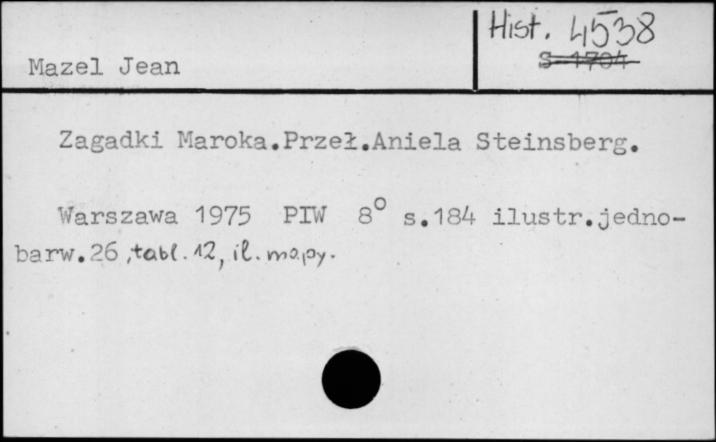 Hist. 4538
S-1704
Mazel Jean
Zagadki Maroka.Przeł.Aniela Steinsberg.
Warszawa 1975 PIW 8° s.184 ilustr.jedno-
barw.26,tabl.12, il. mapy.